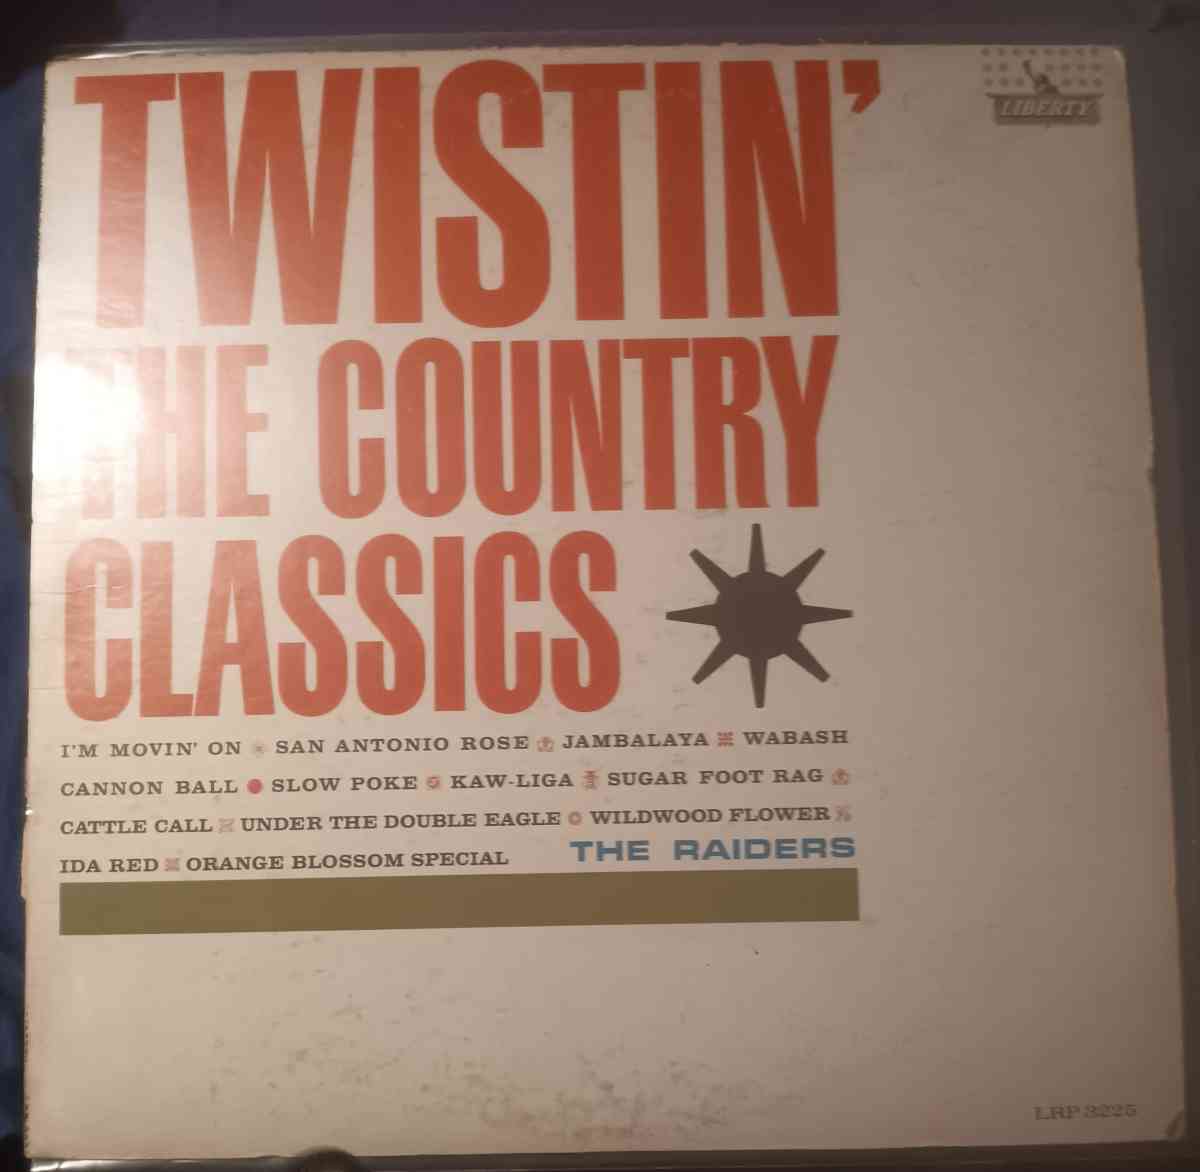 TWISTIN'
LIBERTY
THE COUNTRY
CLASSICS
I'M MOVIN' ON SAN ANTONIO ROSE JAMBALAYA WABASH
CANNON BALL SLOW POKE KAW-LIGA SUGAR FOOT RAG
CATTLE CALL UNDER THE DOUBLE EAGLE WILDWOOD FLOWER
IDA RED ORANGE BLOSSOM SPECIAL THE RAIDERS
LRP 3225